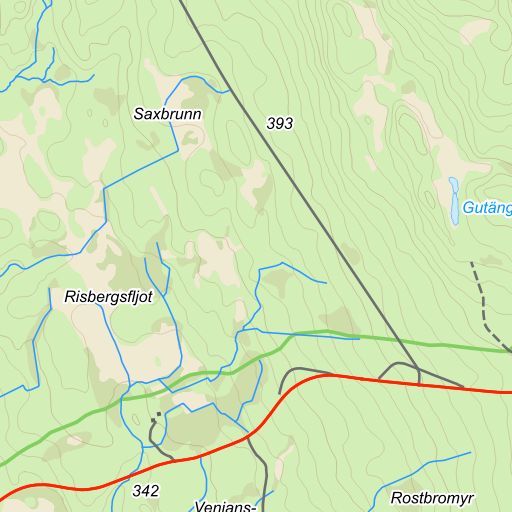 Saxbrunn
393
Gutäng
Risbergsfljot
342
Rostbromyr
Venjans-